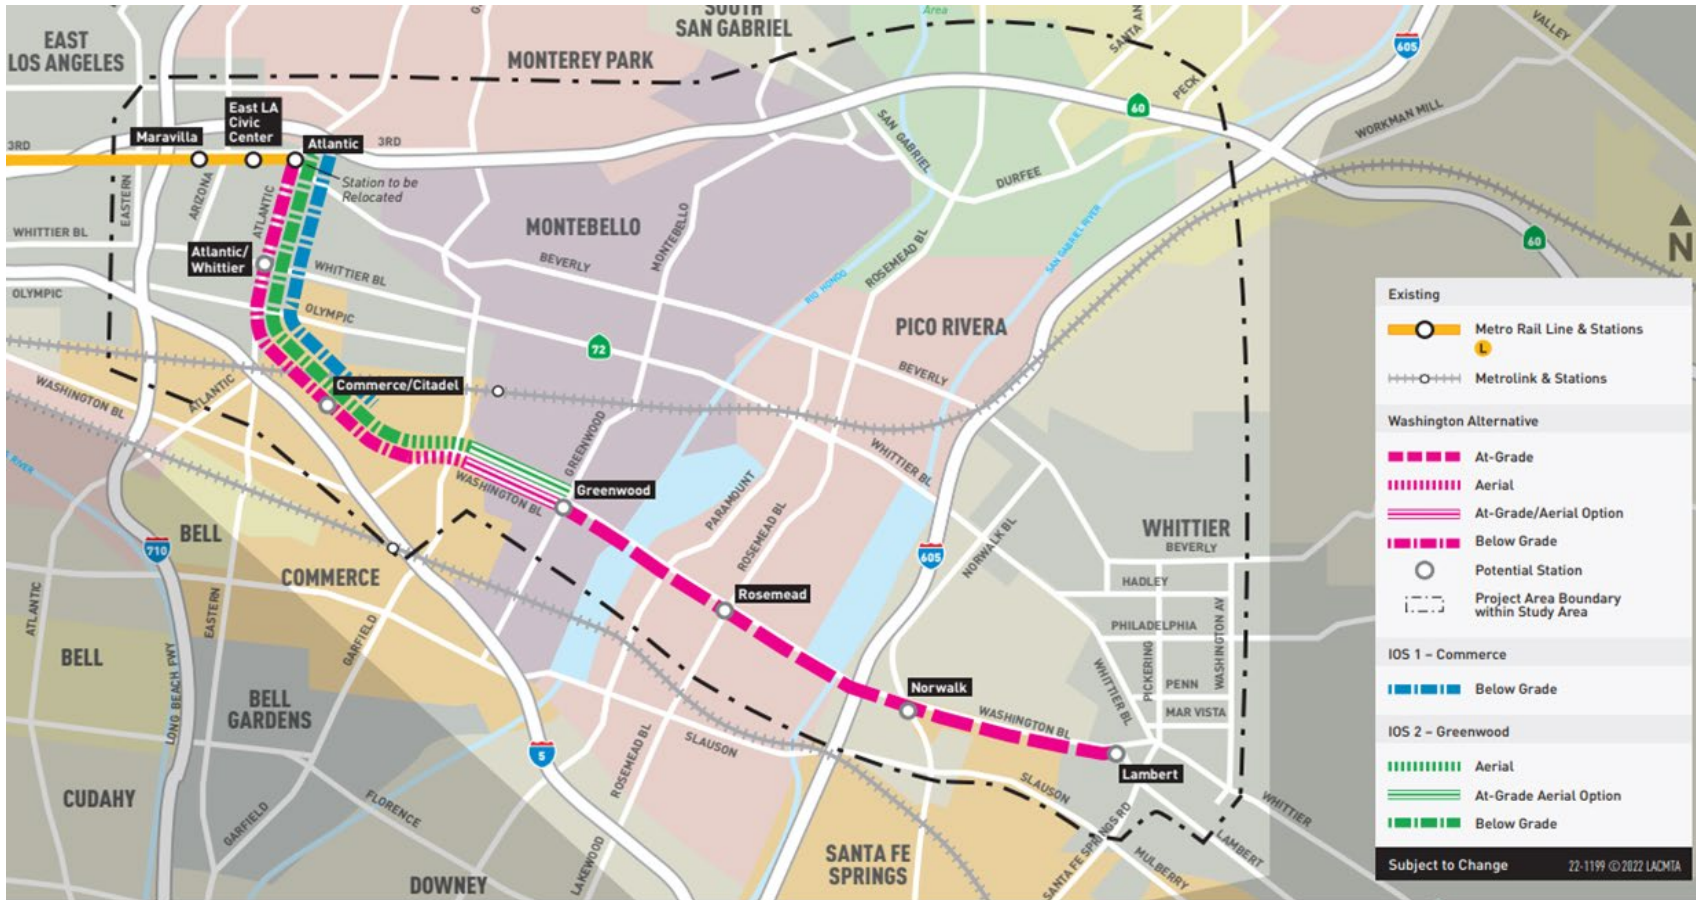 EAST
LOS ANGELES
MONTEREY PARK
SOUTH
SAN GABRIEL
Area
SANTA AN
PECK
605
VALLEY
WORKMAN MILL
60
Maravilla
East LA
Civic
Center
Atlantic
3RD
3RD
Station to be
Relocated
EASTERN
ARIZONA
ATLANTIC
SAN GABRIEL
DURFEE
MONTEBELLO
MONTEBELLO
ROSEMEAD BL
SAN GABRIEL RIVER
RIO HONDO
60
N
WHITTIER BL
Atlantic/
Whittier
WHITTIER BL
BEVERLY
OLYMPIC
OLYMPIC
72
PICO RIVERA
BEVERLY
WASHINGTON BL
ATLANTIC
Commerce/Citadel
GREENWOOD
WHITTIER BL
RIVER
WASHINGTON BL
Greenwood
PARAMOUNT
ROSEMEAD BL
710
BELL
COMMERCE
605
NORWALK BL
WHITTIER
BEVERLY
HADLEY
PHILADELPHIA
WASHINGTON AV
PICKERING
PENN
MAR VISTA
WHITTIER BL
ATLANTIC
EASTERN
GARFIELD
Rosemead
BELL
LONG BEACH FWY
BELL
GARDENS
Norwalk
WASHINGTON BL
Lambert
5
ROSEMEAD BL
SLAUSON
SLAUSON
WHITTIER
CUDAHY
GARFIELD
FLORENCE
DOWNEY
LAKEWOOD
SANTA FE
SPRINGS
SANTA FE SPRINGS RD
MULBERRY
LAMBERT
Existing
Metro Rail Line & Stations
L
Metrolink & Stations
Washington Alternative
At-Grade
Aerial
At-Grade/Aerial Option
Below Grade
Potential Station
Project Area Boundary
within Study Area
IOS 1 – Commerce
Below Grade
IOS 2 – Greenwood
Aerial
At-Grade Aerial Option
Below Grade
Subject to Change
22-1199 ©2022 LACMTA